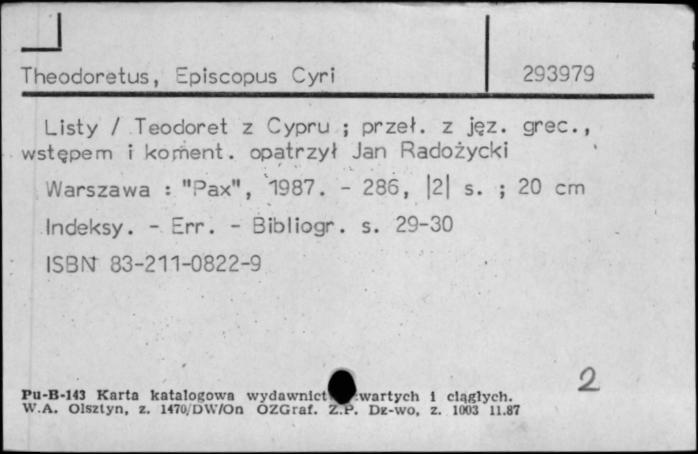 Theodoretus, Episcopus Cyri 293979
Listy / Teodoret z Cypru ; przeł. z jęz. grec.,
wstępem i koment. opatrzył Jan Radożycki
Warszawa : "Pax", 1987. - 286, |2| s. ; 20 cm
Indeksy. - Err. - Bibliogr. s. 29-30
ISBN 83-211-0822-9
2
Pu-B-143 Karta katalogowa wydawnict wartych i ciągłych.
W.A. Olsztyn, z. 1470/DW/On OZGraf. Z.P. Dz-wo, z. 1003 11.87